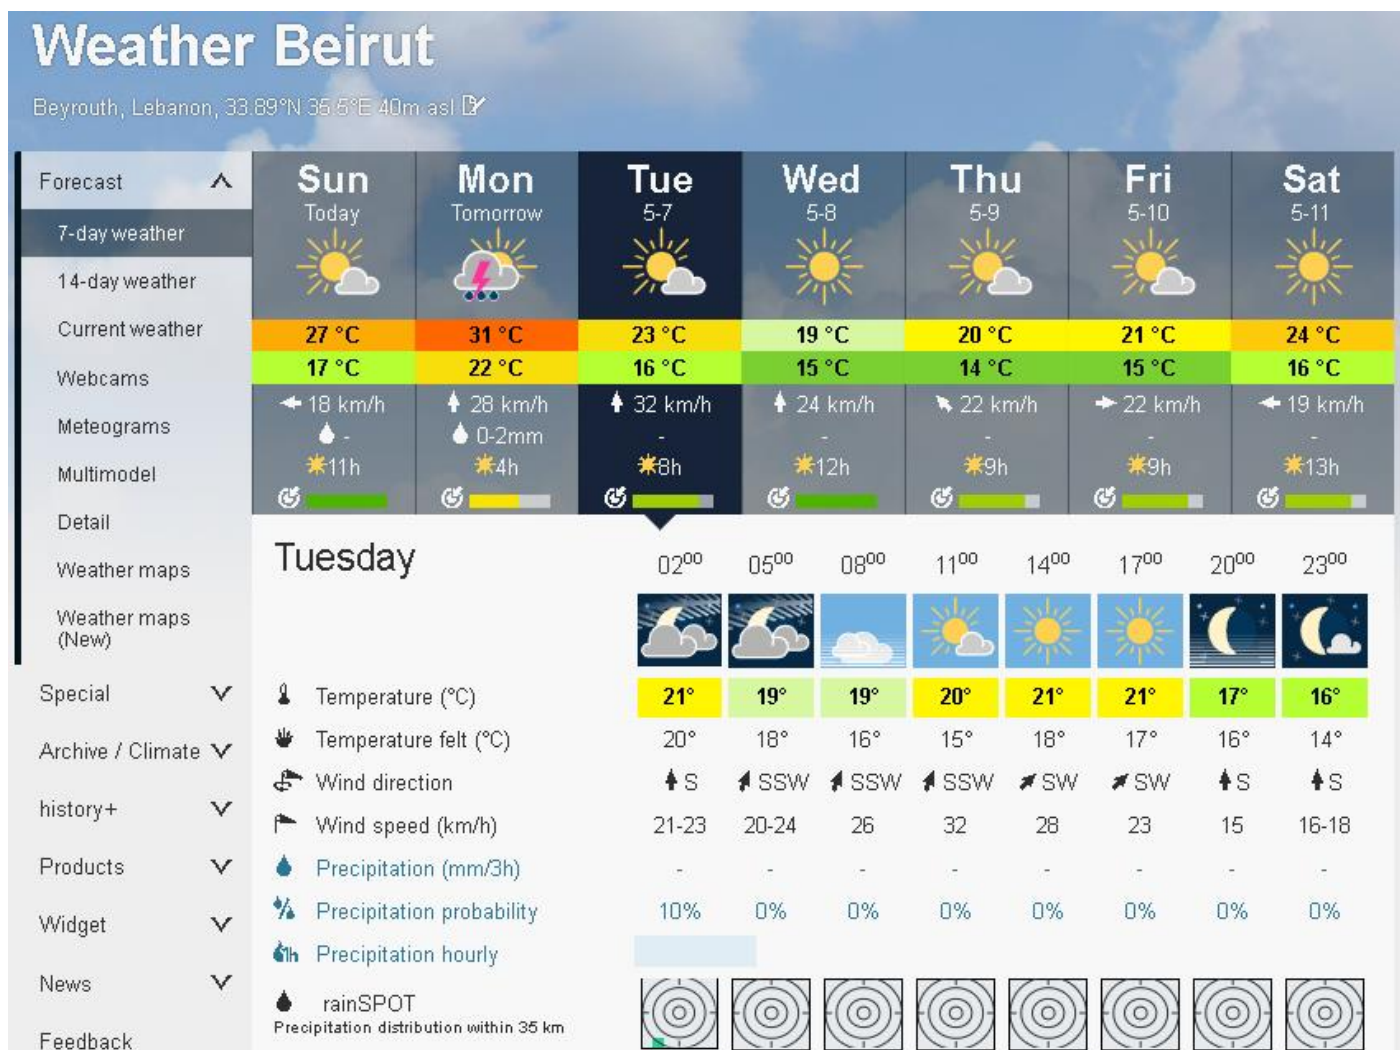 Weather Beirut
Beyrouth, Lebanon, 33.89°N 35.5°E 40m asl
Forecast
7-day weather
14-day weather
Current weather
Webcams
Meteograms
Multimodel
Detail
Weather maps
Weather maps
(New)
Special
Archive / Climate
history+
Products
Widget
News
Feedback
Sun Mon Tue Wed Thu Fri Sat
Today Tomorrow 5-7 5-8 5-9 5-10 5-11
27 °C 31 °C 23 °C 19 °C 20 °C 21 °C 24 °C
17 °C 22 °C 16 °C 15 °C 14 °C 15 °C 16 °C
18 km/h 28 km/h 32 km/h 24 km/h 22 km/h 22 km/h 19 km/h
- 0-2mm - - - - -
11h 4h 8h 12h 9h 9h 13h
Tuesday 02⁰⁰ 05⁰⁰ 08⁰⁰ 11⁰⁰ 14⁰⁰ 17⁰⁰ 20⁰⁰ 23⁰⁰
Temperature (°C) 21° 19° 19° 20° 21° 21° 17° 16°
Temperature felt (°C) 20° 18° 16° 15° 18° 17° 16° 14°
Wind direction S SSW SSW SSW SW SW S S
Wind speed (km/h) 21-23 20-24 26 32 28 23 15 16-18
Precipitation (mm/3h) - - - - - - - -
Precipitation probability 10% 0% 0% 0% 0% 0% 0% 0%
1h Precipitation hourly
rainSPOT
Precipitation distribution within 35 km